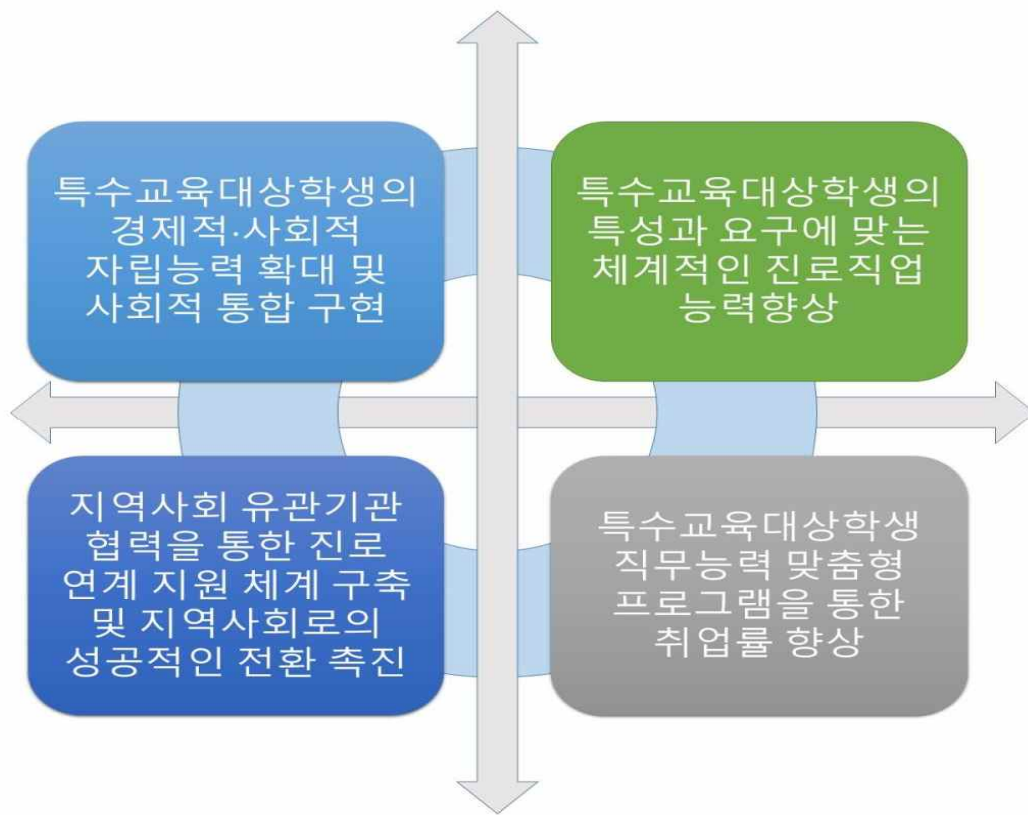 특수교육대상학생의
경제적·사회적
자립능력 확대 및
사회적 통합 구현
특수교육대상학생의
특성과 요구에 맞는
체계적인 진로직업
능력향상
지역사회 유관기관
협력을 통한 진로
연계 지원 체계 구축
및 지역사회로의
성공적인 전환 촉진
특수교육대상학생
직무능력 맞춤형
프로그램을 통한
취업률 향상